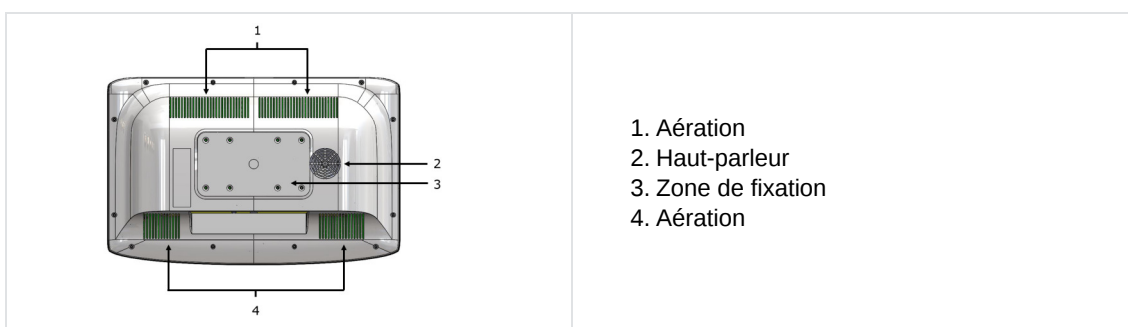 1
2
3
4
1. Aération
2. Haut-parleur
3. Zone de fixation
4. Aération